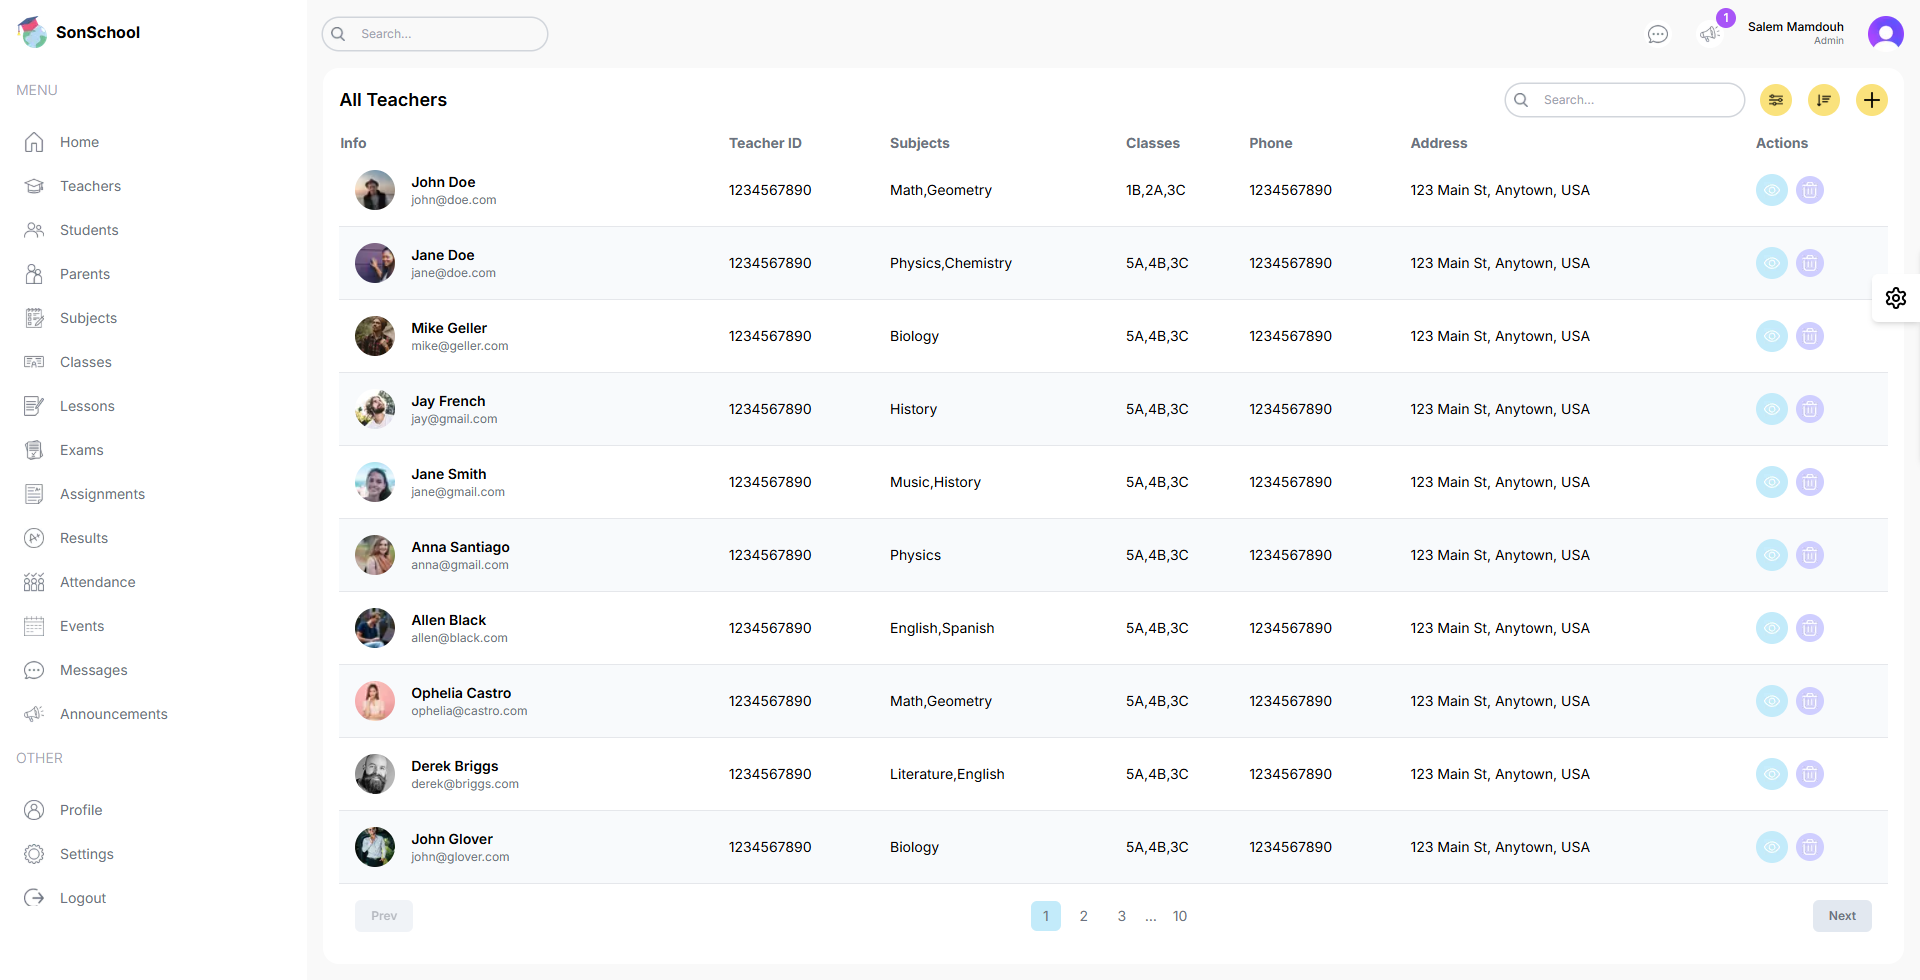 SonSchool
Search...
1
Salem Mamdouh
Admin
MENU
Home
Teachers
Students
Parents
Subjects
Classes
Lessons
Exams
Assignments
Results
Attendance
Events
Messages
Announcements
OTHER
Profile
Settings
Logout
All Teachers
Search...
Info Teacher ID Subjects Classes Phone Address Actions
John Doe
john@doe.com
1234567890 Math,Geometry 1B,2A,3C 1234567890 123 Main St, Anytown, USA
Jane Doe
jane@doe.com
1234567890 Physics,Chemistry 5A,4B,3C 1234567890 123 Main St, Anytown, USA
Mike Geller
mike@geller.com
1234567890 Biology 5A,4B,3C 1234567890 123 Main St, Anytown, USA
Jay French
jay@gmail.com
1234567890 History 5A,4B,3C 1234567890 123 Main St, Anytown, USA
Jane Smith
jane@gmail.com
1234567890 Music,History 5A,4B,3C 1234567890 123 Main St, Anytown, USA
Anna Santiago
anna@gmail.com
1234567890 Physics 5A,4B,3C 1234567890 123 Main St, Anytown, USA
Allen Black
allen@black.com
1234567890 English,Spanish 5A,4B,3C 1234567890 123 Main St, Anytown, USA
Ophelia Castro
ophelia@castro.com
1234567890 Math,Geometry 5A,4B,3C 1234567890 123 Main St, Anytown, USA
Derek Briggs
derek@briggs.com
1234567890 Literature,English 5A,4B,3C 1234567890 123 Main St, Anytown, USA
John Glover
john@glover.com
1234567890 Biology 5A,4B,3C 1234567890 123 Main St, Anytown, USA
Prev 1 2 3 ... 10 Next